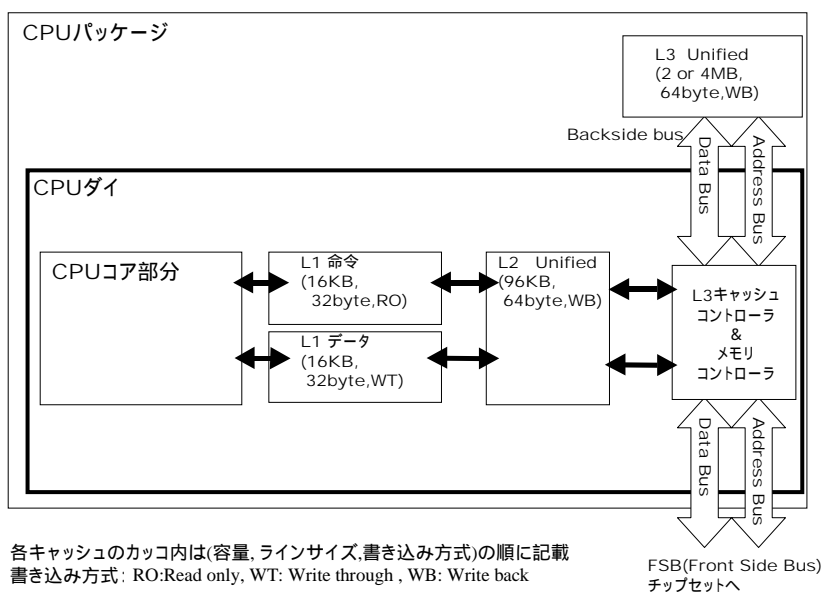 CPUパッケージ
L3 Unified
(2 or 4MB,
64byte,WB)
Backside bus
Data Bus
Address Bus
CPUダイ
CPUコア部分
L1 命令
(16KB,
32byte,RO)
L1 データ
(16KB,
32byte,WT)
L2 Unified
(96KB,
64byte,WB)
L3キャッシュ
コントローラ
&
メモリ
コントローラ
Data Bus
Address Bus
FSB(Front Side Bus)
チップセットへ
各キャッシュのカッコ内は(容量, ラインサイズ,書き込み方式)の順に記載
書き込み方式: RO:Read only, WT: Write through , WB: Write back